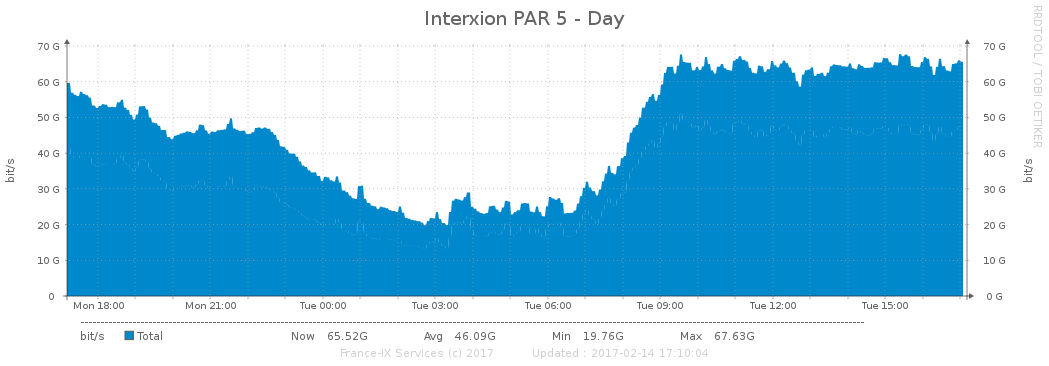 Interxion PAR 5 - Day
RRDTOOL / TOBI OETIKER
bit/s
bit/s
70 G 70 G
60 G 60 G
50 G 50 G
40 G 40 G
30 G 30 G
20 G 20 G
10 G 10 G
0 0 G
Mon 18:00 Mon 21:00 Tue 00:00 Tue 03:00 Tue 06:00 Tue 09:00 Tue 12:00 Tue 15:00
bit/s Total Now 65.52G Avg 46.09G Min 19.76G Max 67.63G
France-IX Services (c) 2017 Updated : 2017-02-14 17:10:04